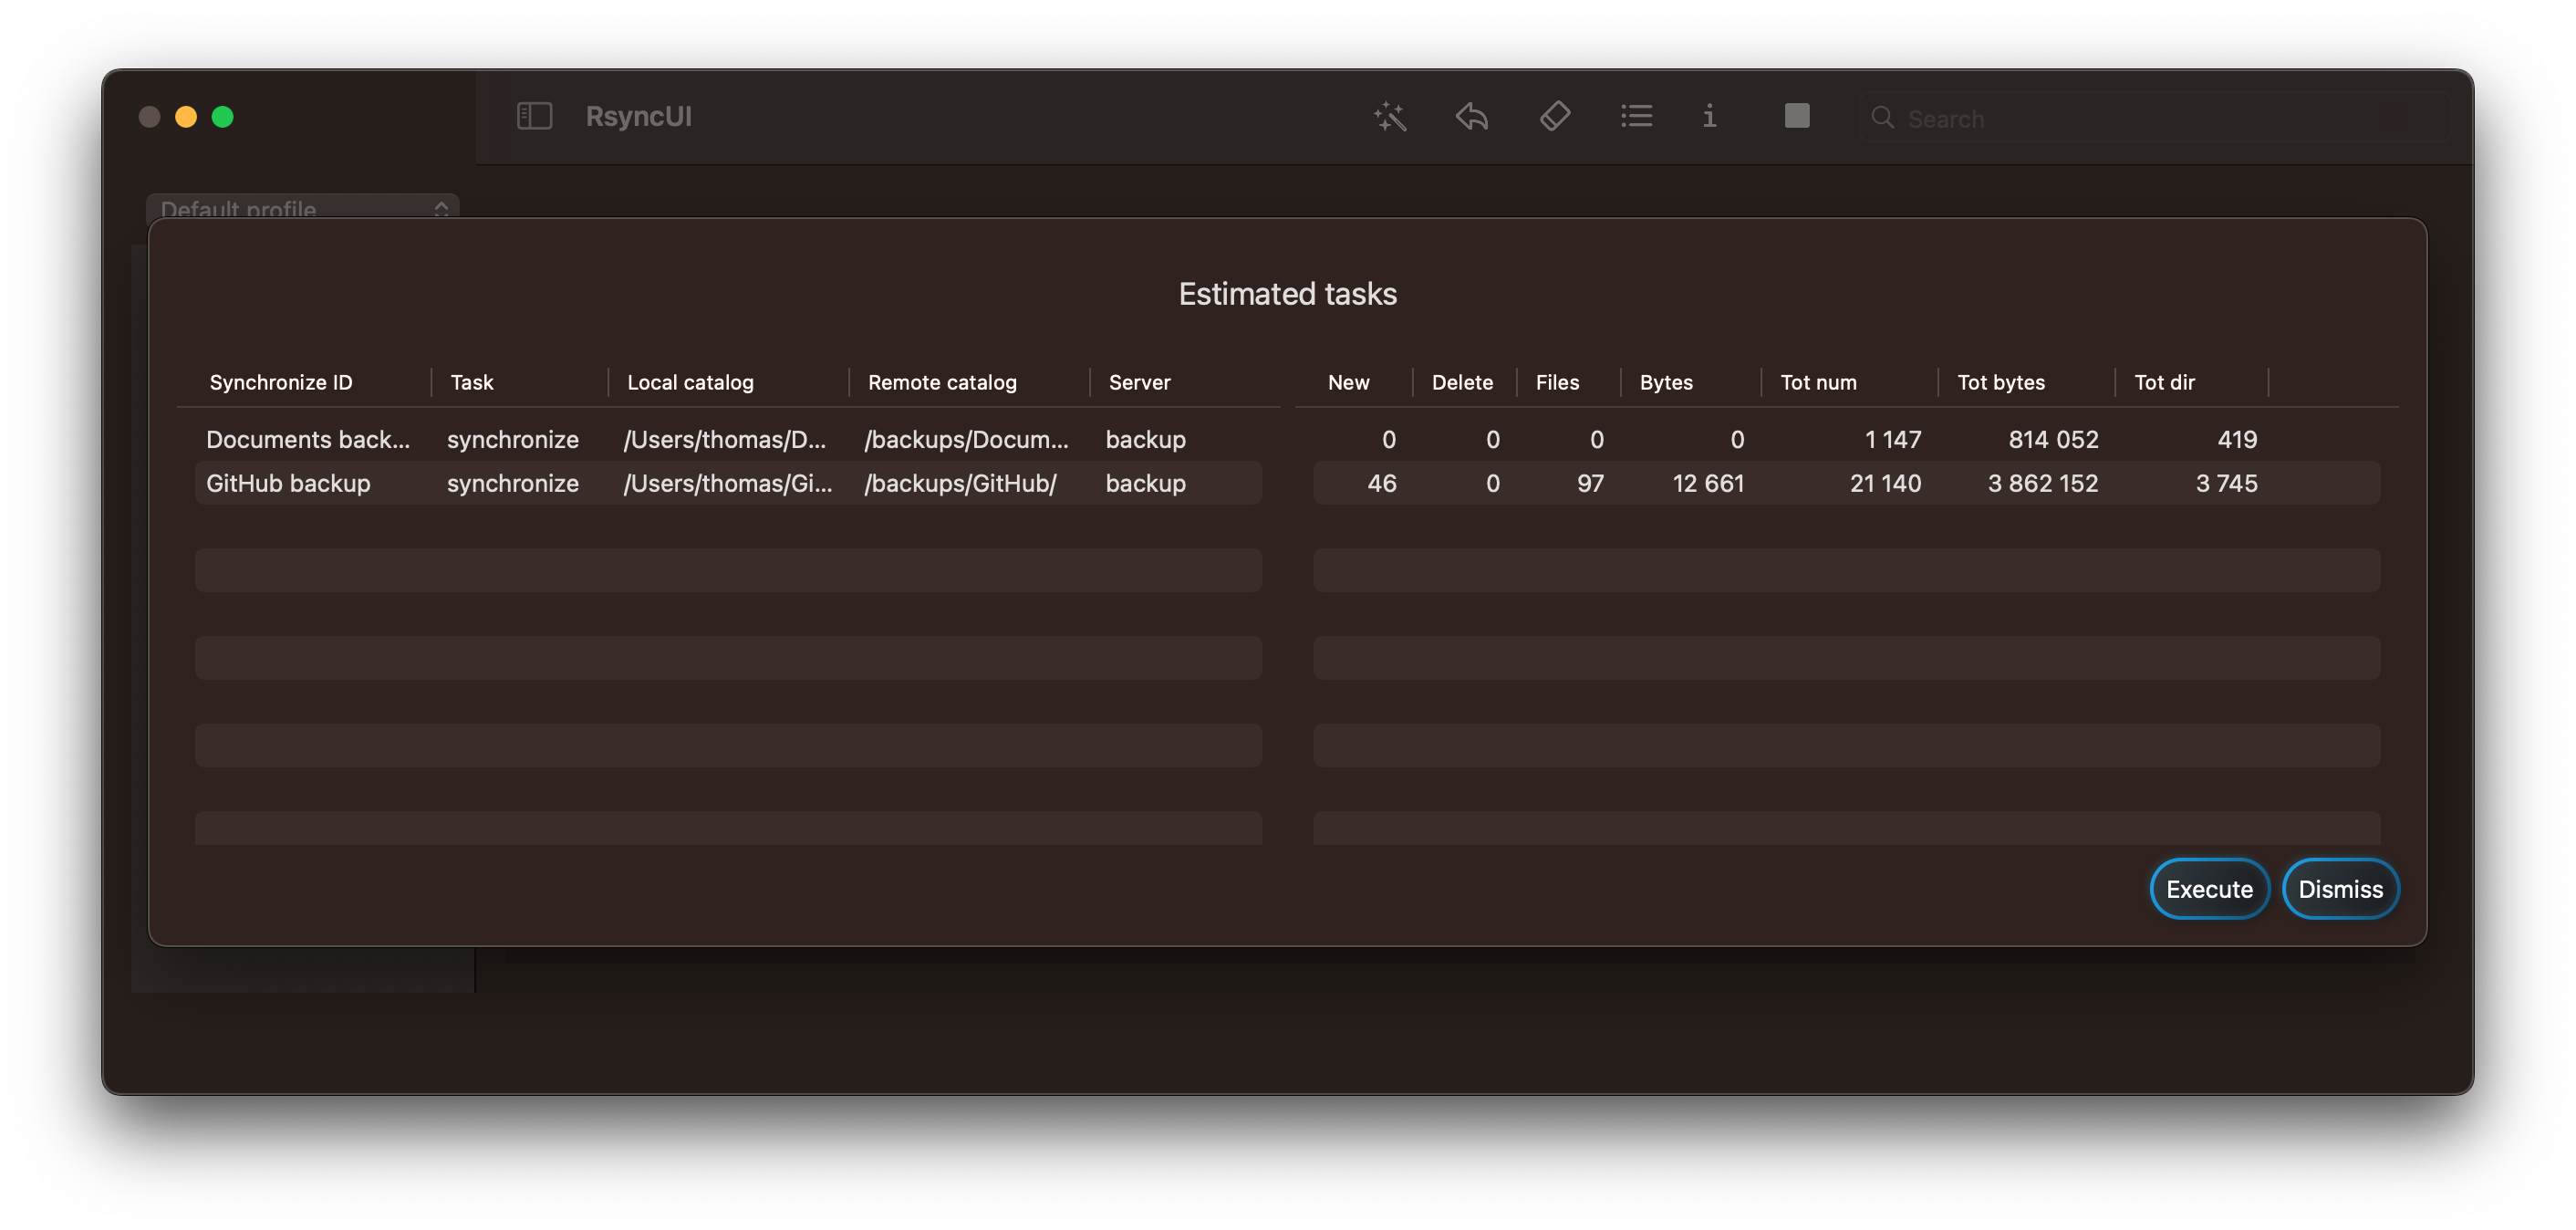 RsyncUI
Search
Default profile
Estimated tasks
Synchronize ID Task Local catalog Remote catalog Server New Delete Files Bytes Tot num Tot bytes Tot dir
Documents back... synchronize /Users/thomas/D... /backups/Docum... backup 0 0 0 0 1 147 814 052 419
GitHub backup synchronize /Users/thomas/Gi... /backups/GitHub/ backup 46 0 97 12 661 21 140 3 862 152 3 745
Execute Dismiss